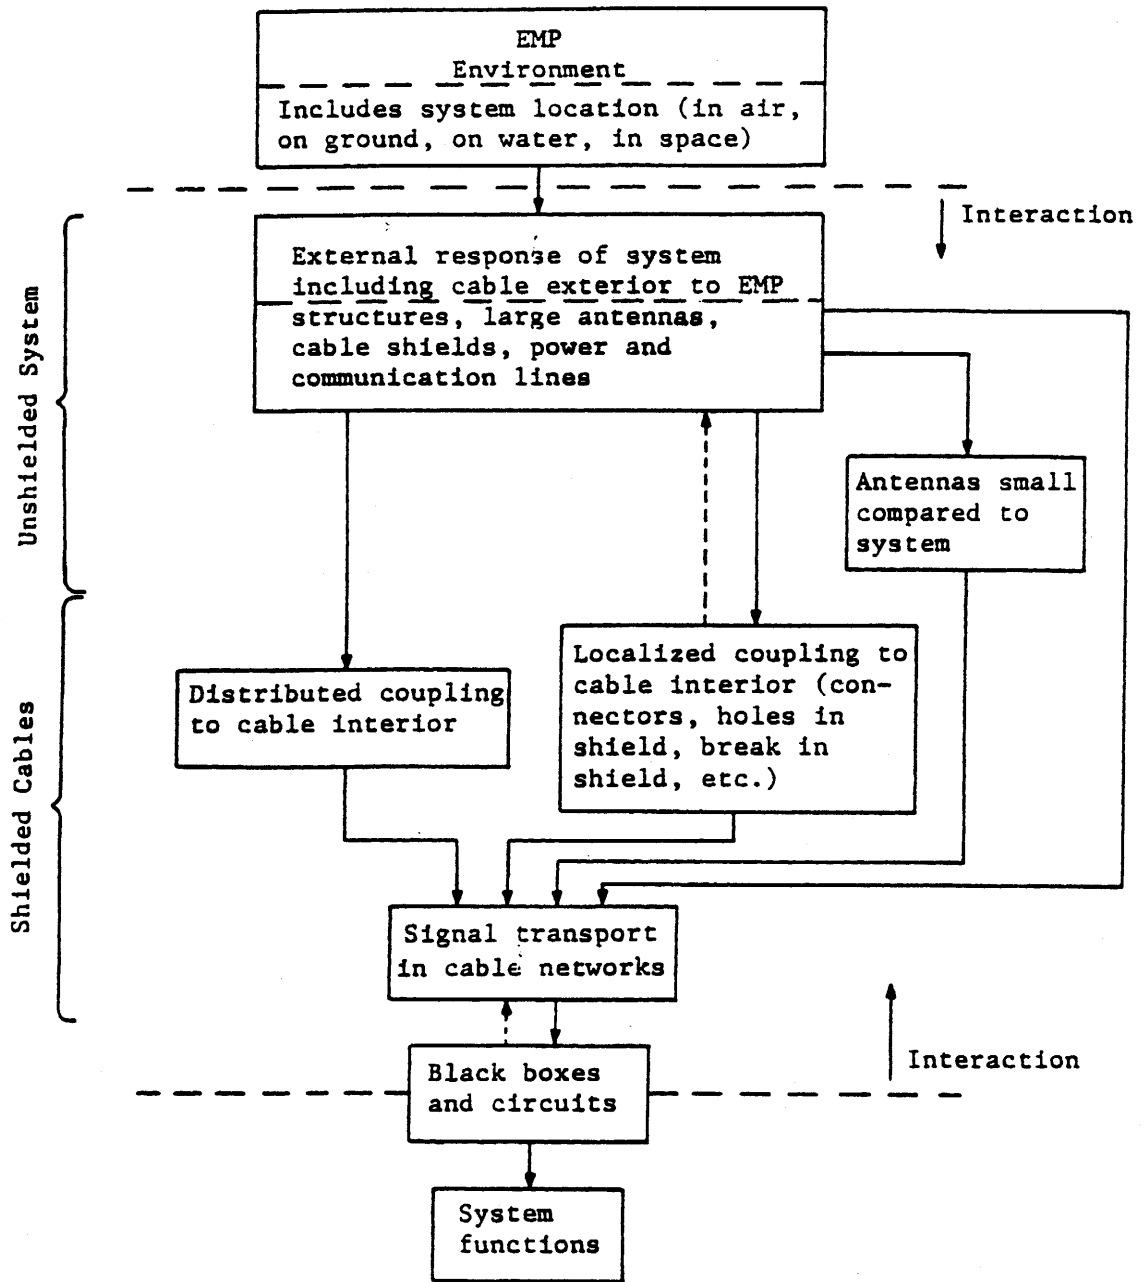 EMP
Environment
Includes system location (in air,
on ground, on water, in space)
Interaction
External response of system
including cable exterior to EMP
structures, large antennas,
cable shields, power and
communication lines
Unshielded System
Antennas small
compared to
system
Localized coupling to
cable interior (con-
nectors, holes in
shield, break in
shield, etc.)
Distributed coupling
to cable interior
Shielded Cables
Signal transport
in cable networks
Interaction
Black boxes
and circuits
System
functions